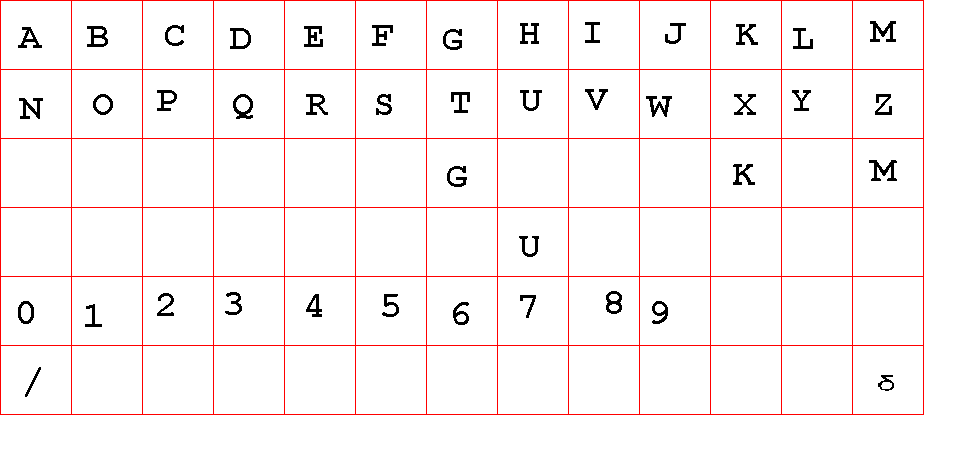 A B C D E F G H I J K L M
N O P Q R S T U V W X Y Z
G K M
U
0 1 2 3 4 5 6 7 8 9
/ δ